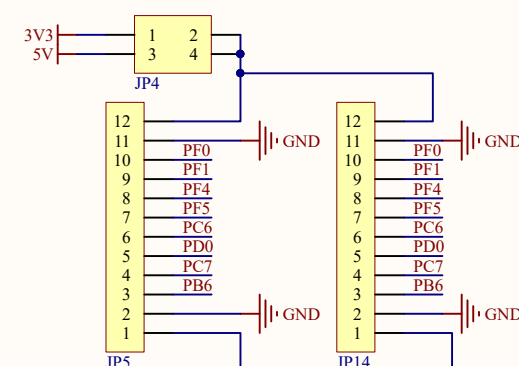 3V3 1 2
5V 3 4
JP4
12 12
11 GND 11 GND
10 PF0 10 PF0
9 PF1 9 PF1
8 PF4 8 PF4
7 PF5 7 PF5
6 PC6 6 PC6
5 PD0 5 PD0
4 PC7 4 PC7
3 PB6 3 PB6
2 GND 2 GND
1 1
JP5 JP14